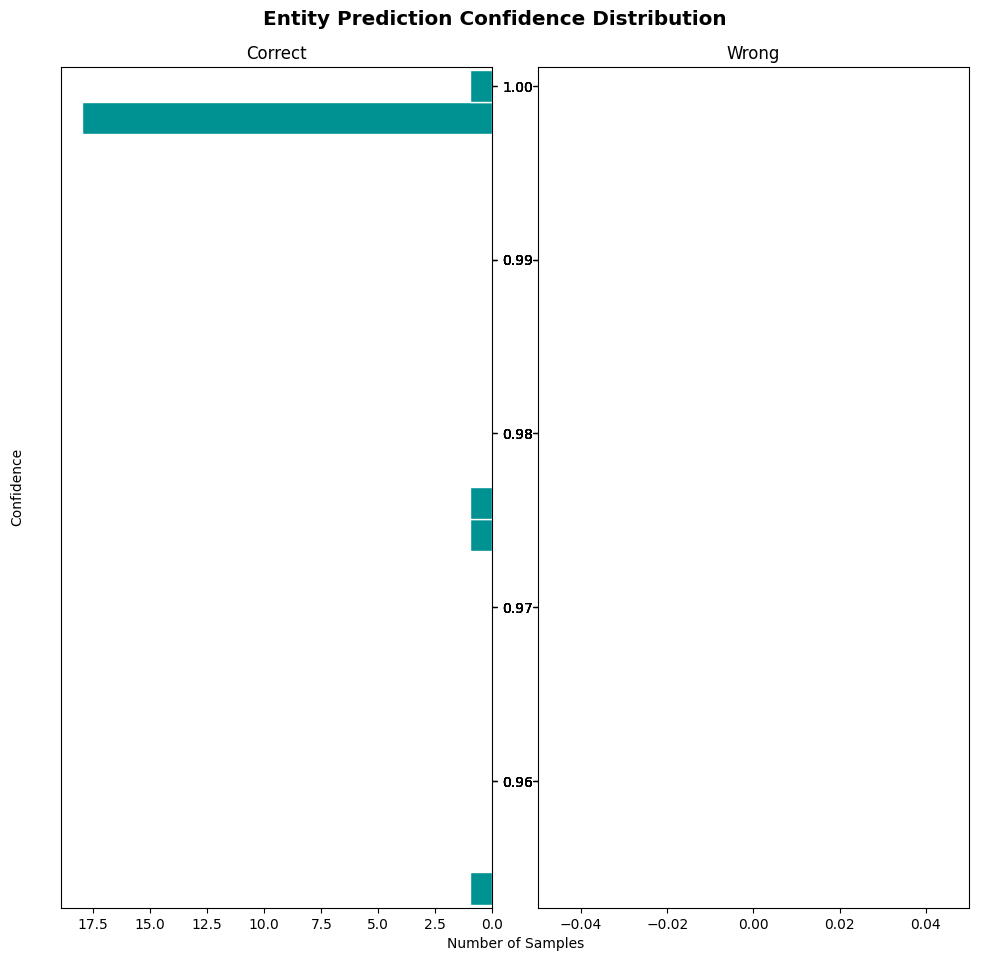 Entity Prediction Confidence Distribution
Correct
Wrong
1.00
0.99
0.98
0.97
0.96
Confidence
17.5 15.0 12.5 10.0 7.5 5.0 2.5 0.0
−0.04 −0.02 0.00 0.02 0.04
Number of Samples